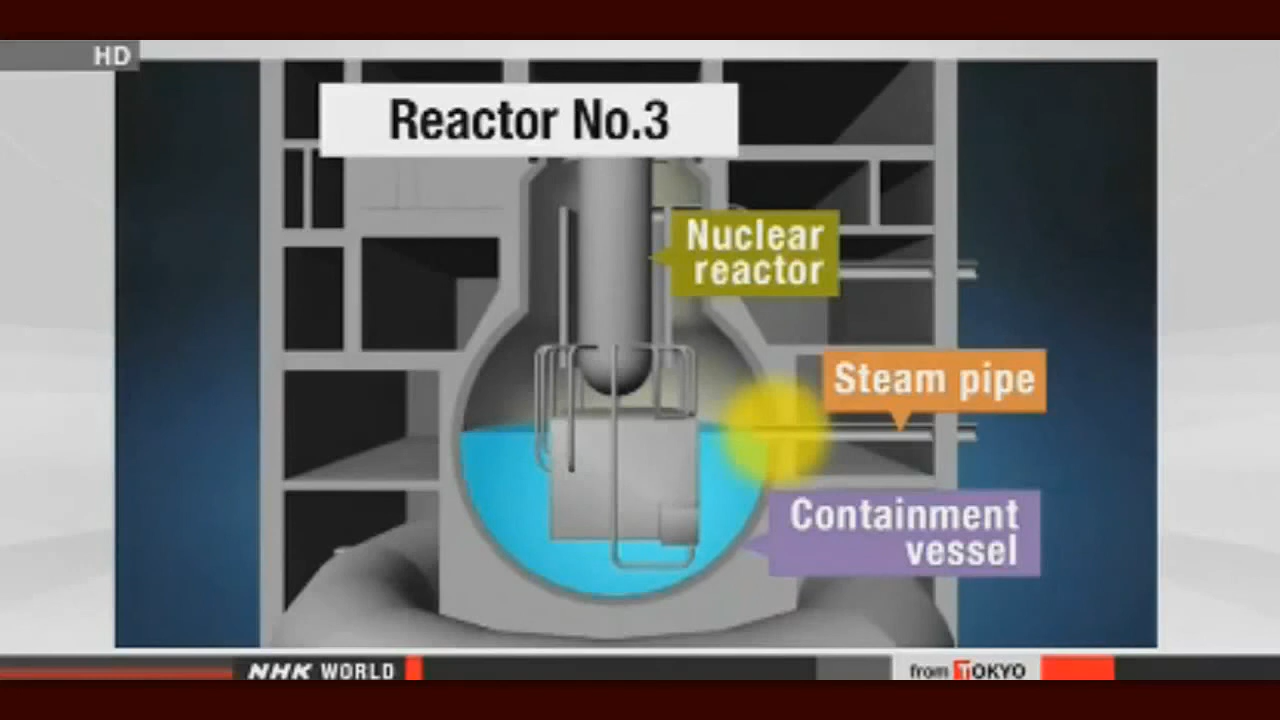 HD
Reactor No.3
Nuclear
reactor
Steam pipe
Containment
vessel
NHK WORLD
from TOKYO